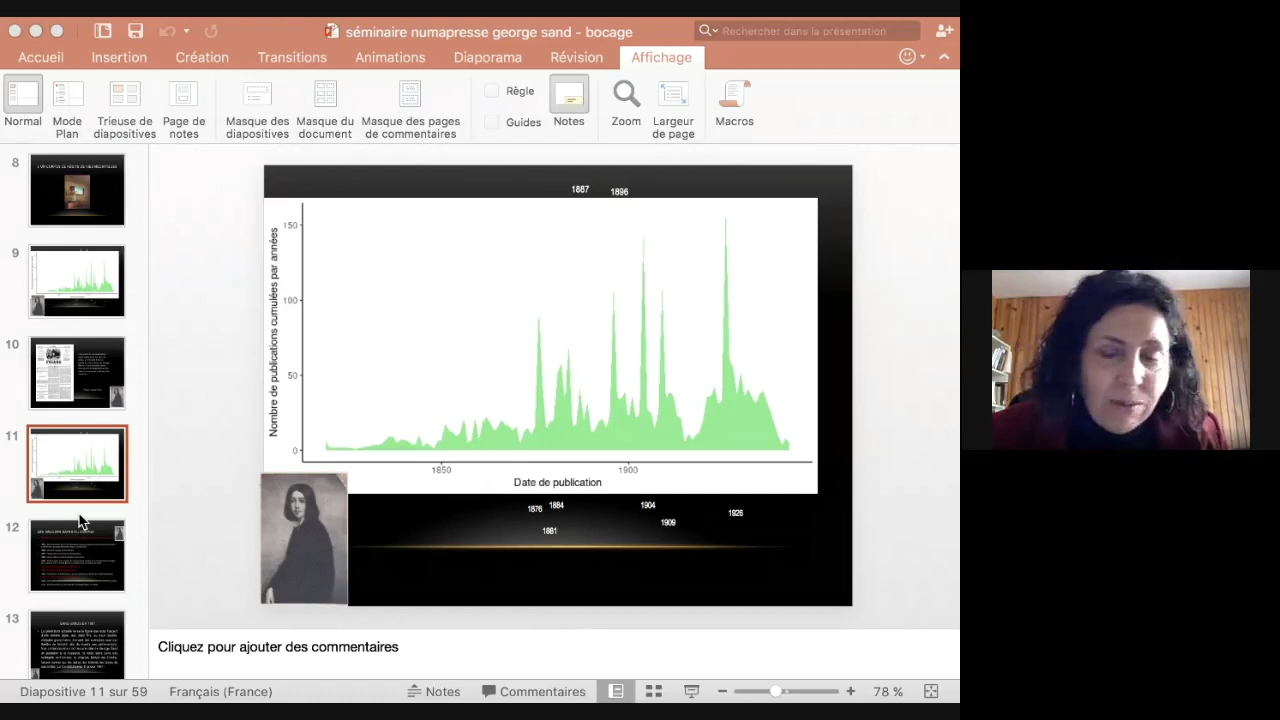 séminaire numapresse george sand - bocage
Rechercher dans la présentation
Accueil Insertion Création Transitions Animations Diaporama Révision Affichage
Normal
Mode Plan
Trieuse de diapositives
Page de notes
Masque des diapositives
Masque du document
Masque des pages de commentaires
Règle
Guides
Notes
Zoom
Largeur de page
Macros
8
9
10
11
12
13
1887
1896
Nombre de publications cumulées par années
150
100
50
0
1850
1900
Date de publication
1876
1884
1881
1904
1909
1926
Cliquez pour ajouter des commentaires
Diapositive 11 sur 59 Français (France) Notes Commentaires 78 %